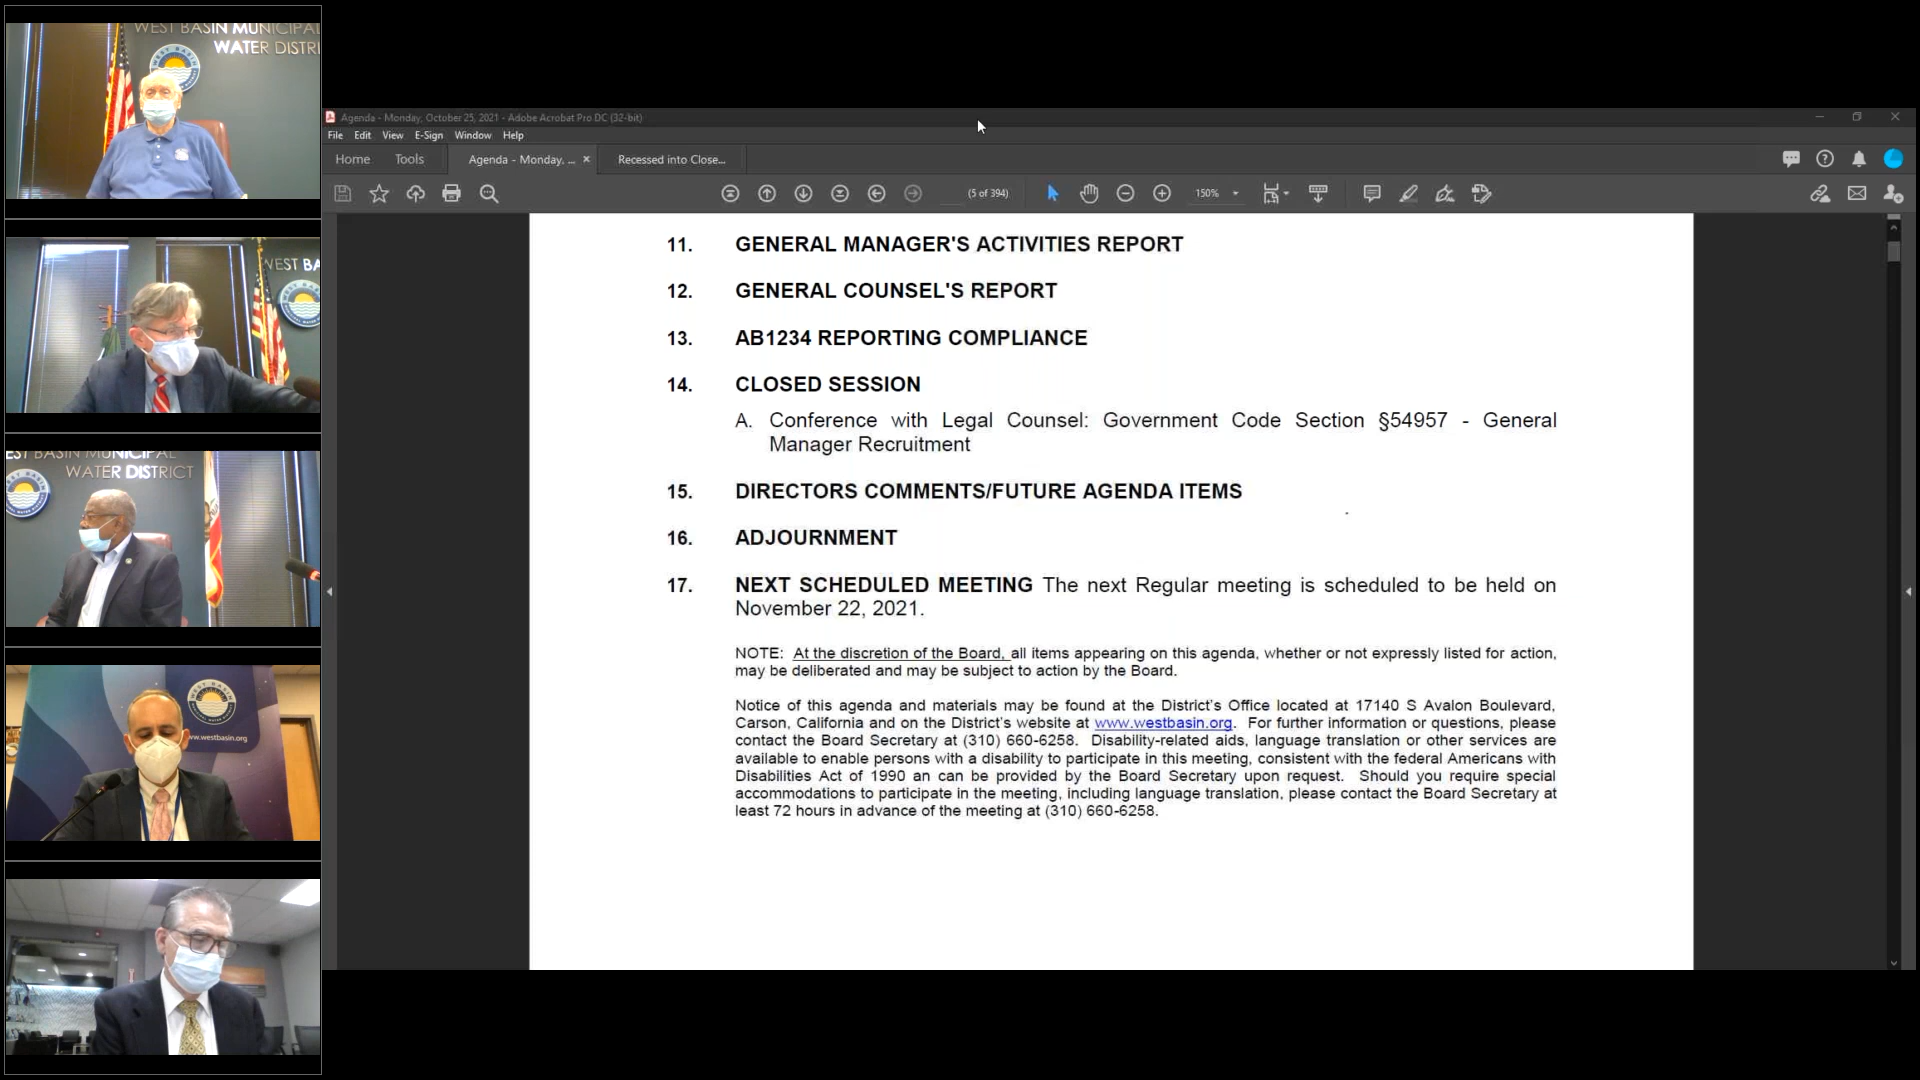 WEST BASIN MUNICIPAL
WATER DISTRI
WEST BA
EST BASIN MUNICIPAL
WATER DISTRICT
www.westbasin.org
Agenda - Monday, October 25, 2021 - Adobe Acrobat Pro DC (32-bit)
File Edit View E-Sign Window Help
Home Tools Agenda - Monday, ... × Recessed into Close...
(5 of 394) 150%
11. GENERAL MANAGER'S ACTIVITIES REPORT
12. GENERAL COUNSEL'S REPORT
13. AB1234 REPORTING COMPLIANCE
14. CLOSED SESSION
A. Conference with Legal Counsel: Government Code Section §54957 - General
Manager Recruitment
15. DIRECTORS COMMENTS/FUTURE AGENDA ITEMS
16. ADJOURNMENT
17. NEXT SCHEDULED MEETING The next Regular meeting is scheduled to be held on
November 22, 2021.
NOTE: At the discretion of the Board, all items appearing on this agenda, whether or not expressly listed for action,
may be deliberated and may be subject to action by the Board.
Notice of this agenda and materials may be found at the District's Office located at 17140 S Avalon Boulevard,
Carson, California and on the District's website at www.westbasin.org. For further information or questions, please
contact the Board Secretary at (310) 660-6258. Disability-related aids, language translation or other services are
available to enable persons with a disability to participate in this meeting, consistent with the federal Americans with
Disabilities Act of 1990 an can be provided by the Board Secretary upon request. Should you require special
accommodations to participate in the meeting, including language translation, please contact the Board Secretary at
least 72 hours in advance of the meeting at (310) 660-6258.